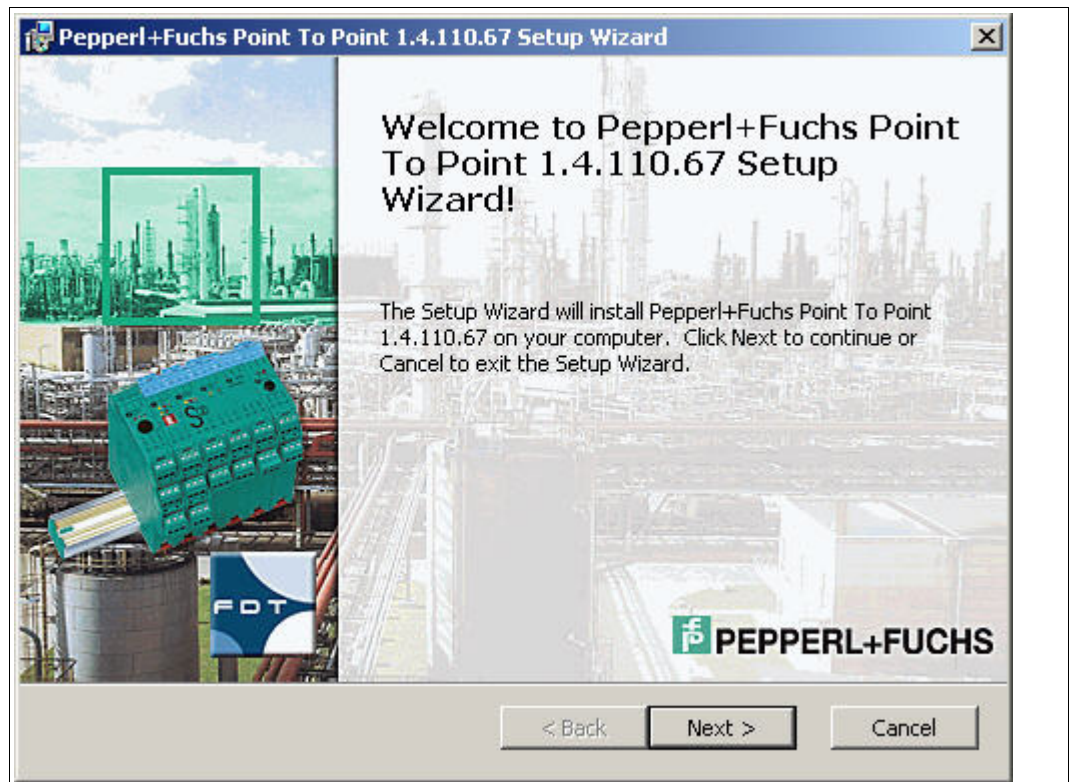 Pepperl+Fuchs Point To Point 1.4.110.67 Setup Wizard
Welcome to Pepperl+Fuchs Point
To Point 1.4.110.67 Setup
Wizard!
The Setup Wizard will install Pepperl+Fuchs Point To Point
1.4.110.67 on your computer. Click Next to continue or
Cancel to exit the Setup Wizard.
FDT
PEPPERL+FUCHS
< Back
Next >
Cancel